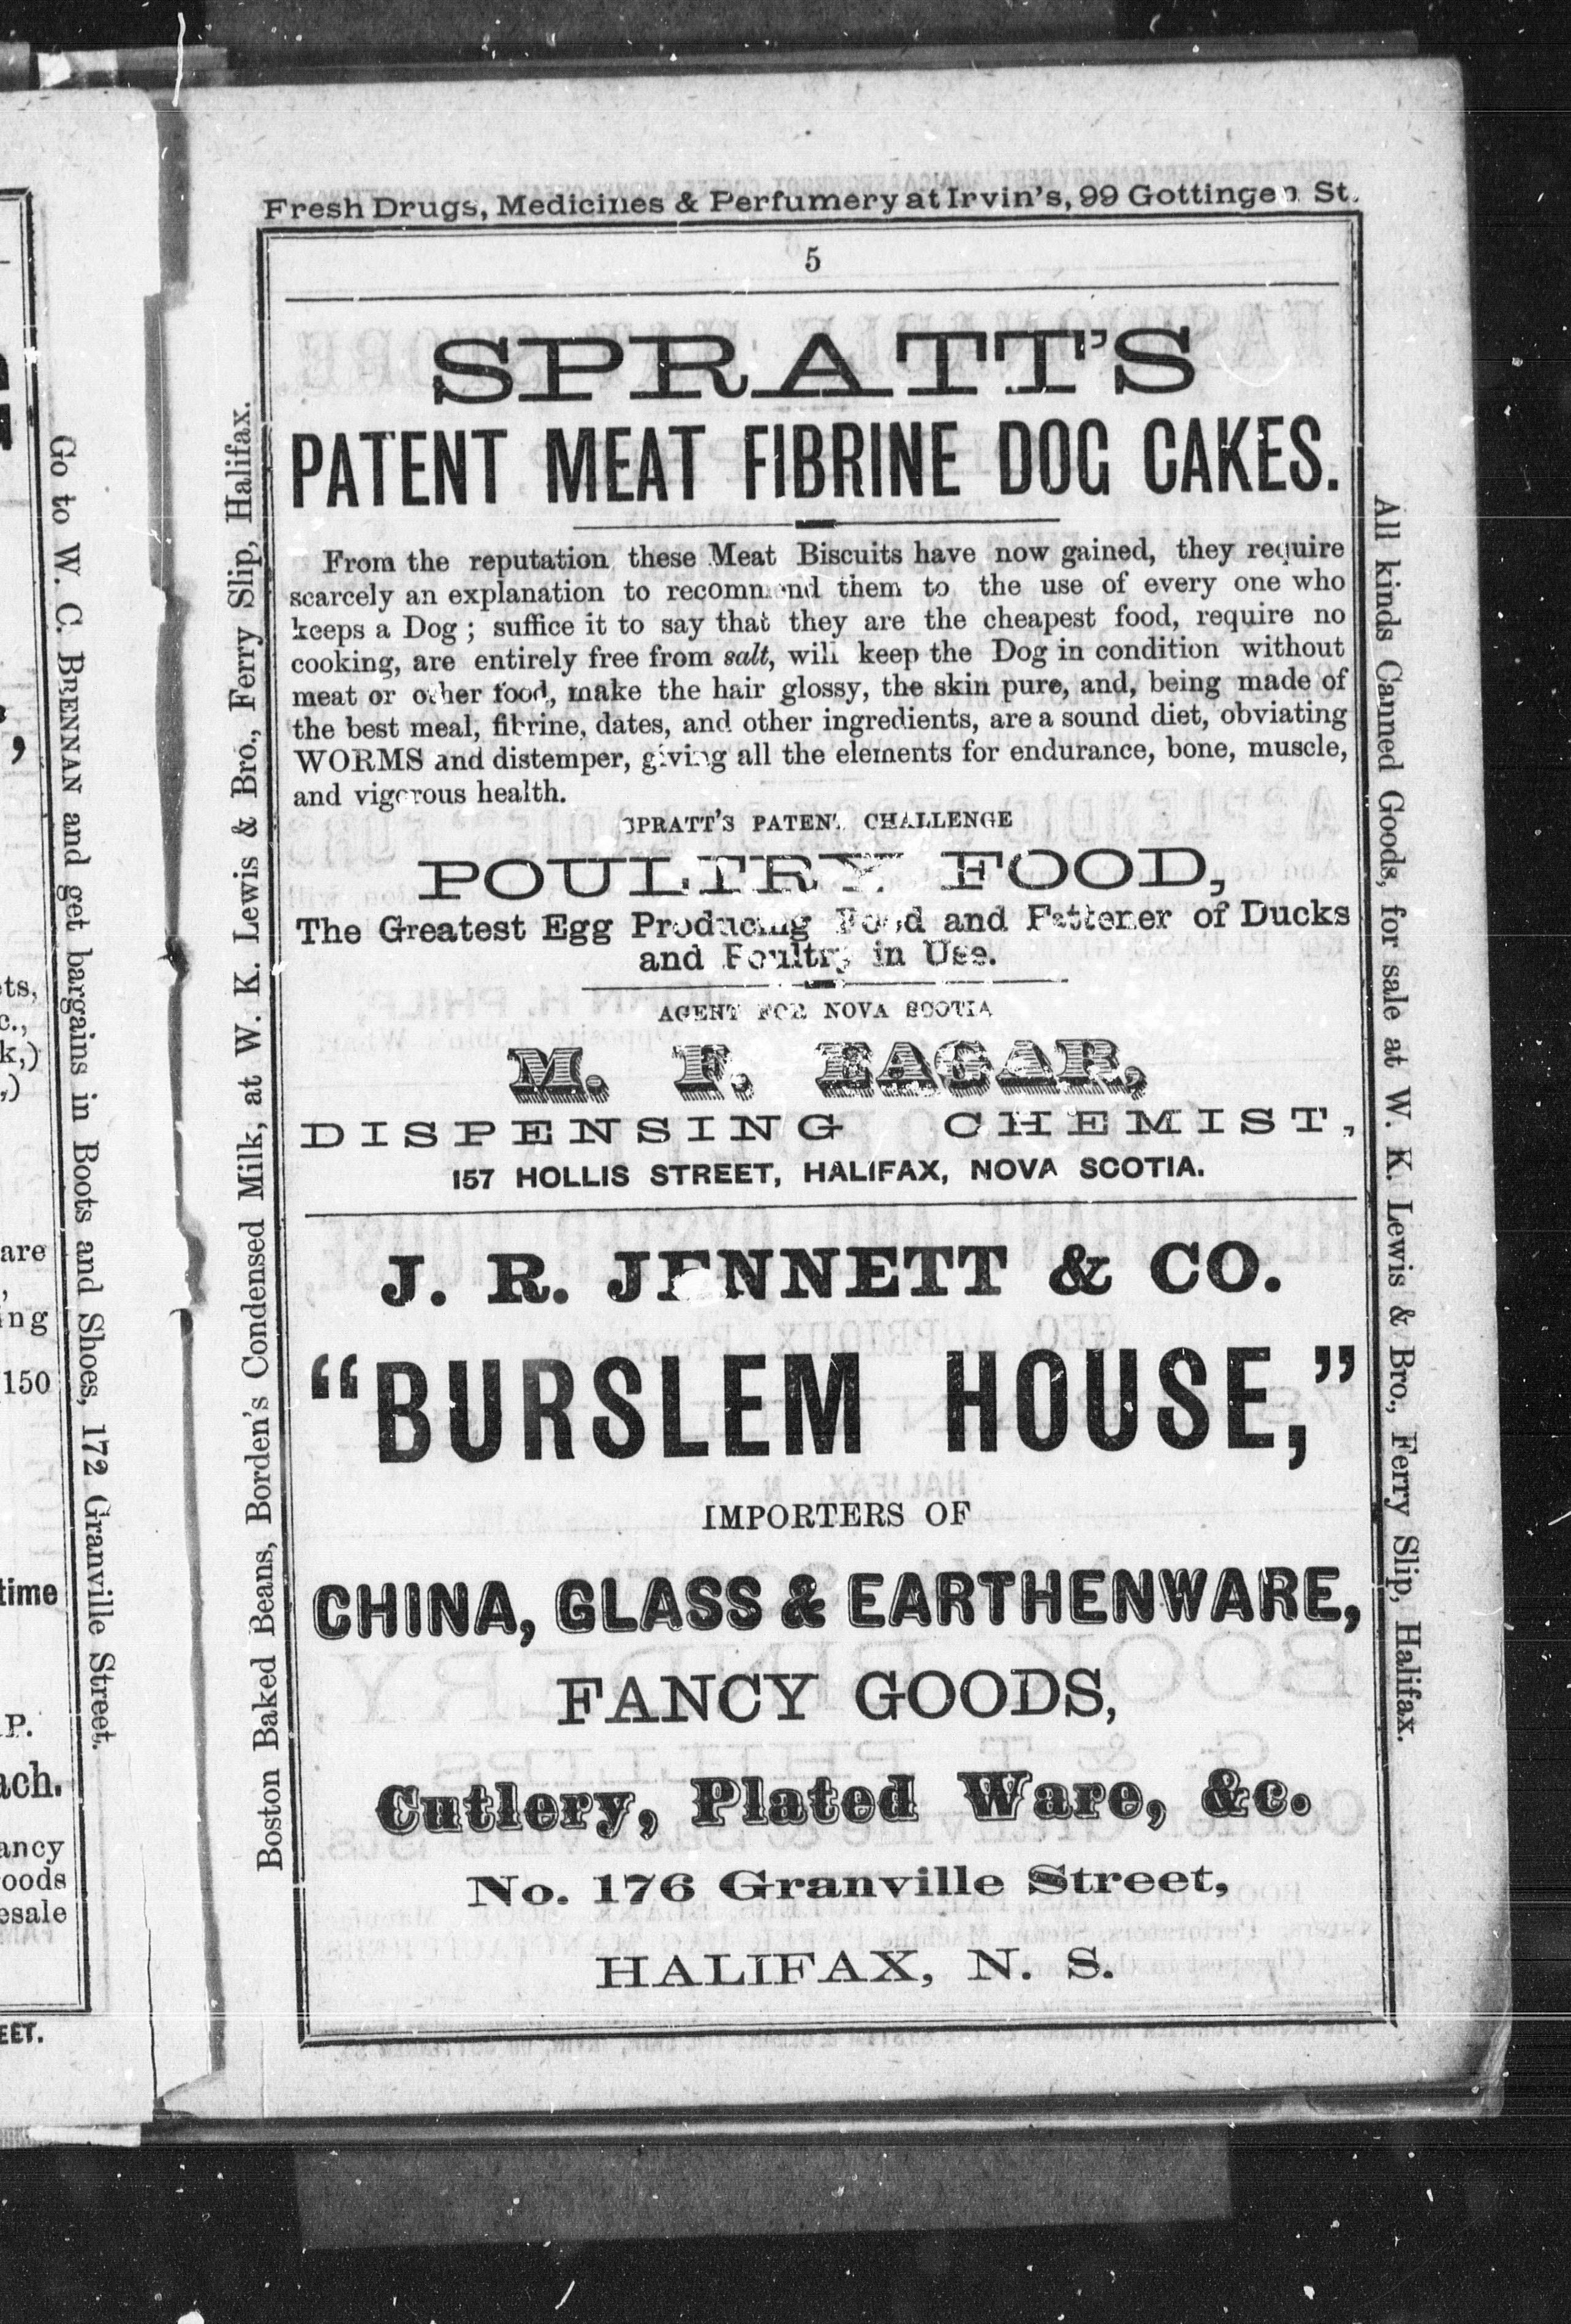 Fresh Drugs, Medicines & Perfumery at Irvin's, 99 Gottingen St.
5
SPRATT'S
PATENT MEAT FIBRINE DOG CAKES.
From the reputation these Meat Biscuits have now gained, they require
scarcely an explanation to recommend them to the use of every one who
keeps a Dog; suffice it to say that they are the cheapest food, require no
cooking, are entirely free from salt, will keep the Dog in condition without
meat or other food, make the hair glossy, the skin pure, and, being made of
the best meal, fibrine, dates, and other ingredients, are a sound diet, obviating
WORMS and distemper, giving all the elements for endurance, bone, muscle,
and vigorous health.
SPRATT'S PATENT CHALLENGE
POULTRY FOOD,
The Greatest Egg Producing Food and Fattener of Ducks
and Poultry in Use.
AGENT FOR NOVA SCOTIA
M. F. EAGAR,
DISPENSING CHEMIST,
157 HOLLIS STREET, HALIFAX, NOVA SCOTIA.
J. R. JENNETT & CO.
"BURSLEM HOUSE,"
IMPORTERS OF
CHINA, GLASS & EARTHENWARE,
FANCY GOODS,
Cutlery, Plated Ware, &c.
No. 176 Granville Street,
HALIFAX, N. S.
Boston Baked Beans, Borden's Condensed Milk, at W. K. Lewis & Bro., Ferry Slip, Halifax.
All kinds Canned Goods, for sale at W. K. Lewis & Bro., Ferry Slip, Halifax.
Go to W. C. BRENNAN and get bargains in Boots and Shoes, 172 Granville Street.
150
time